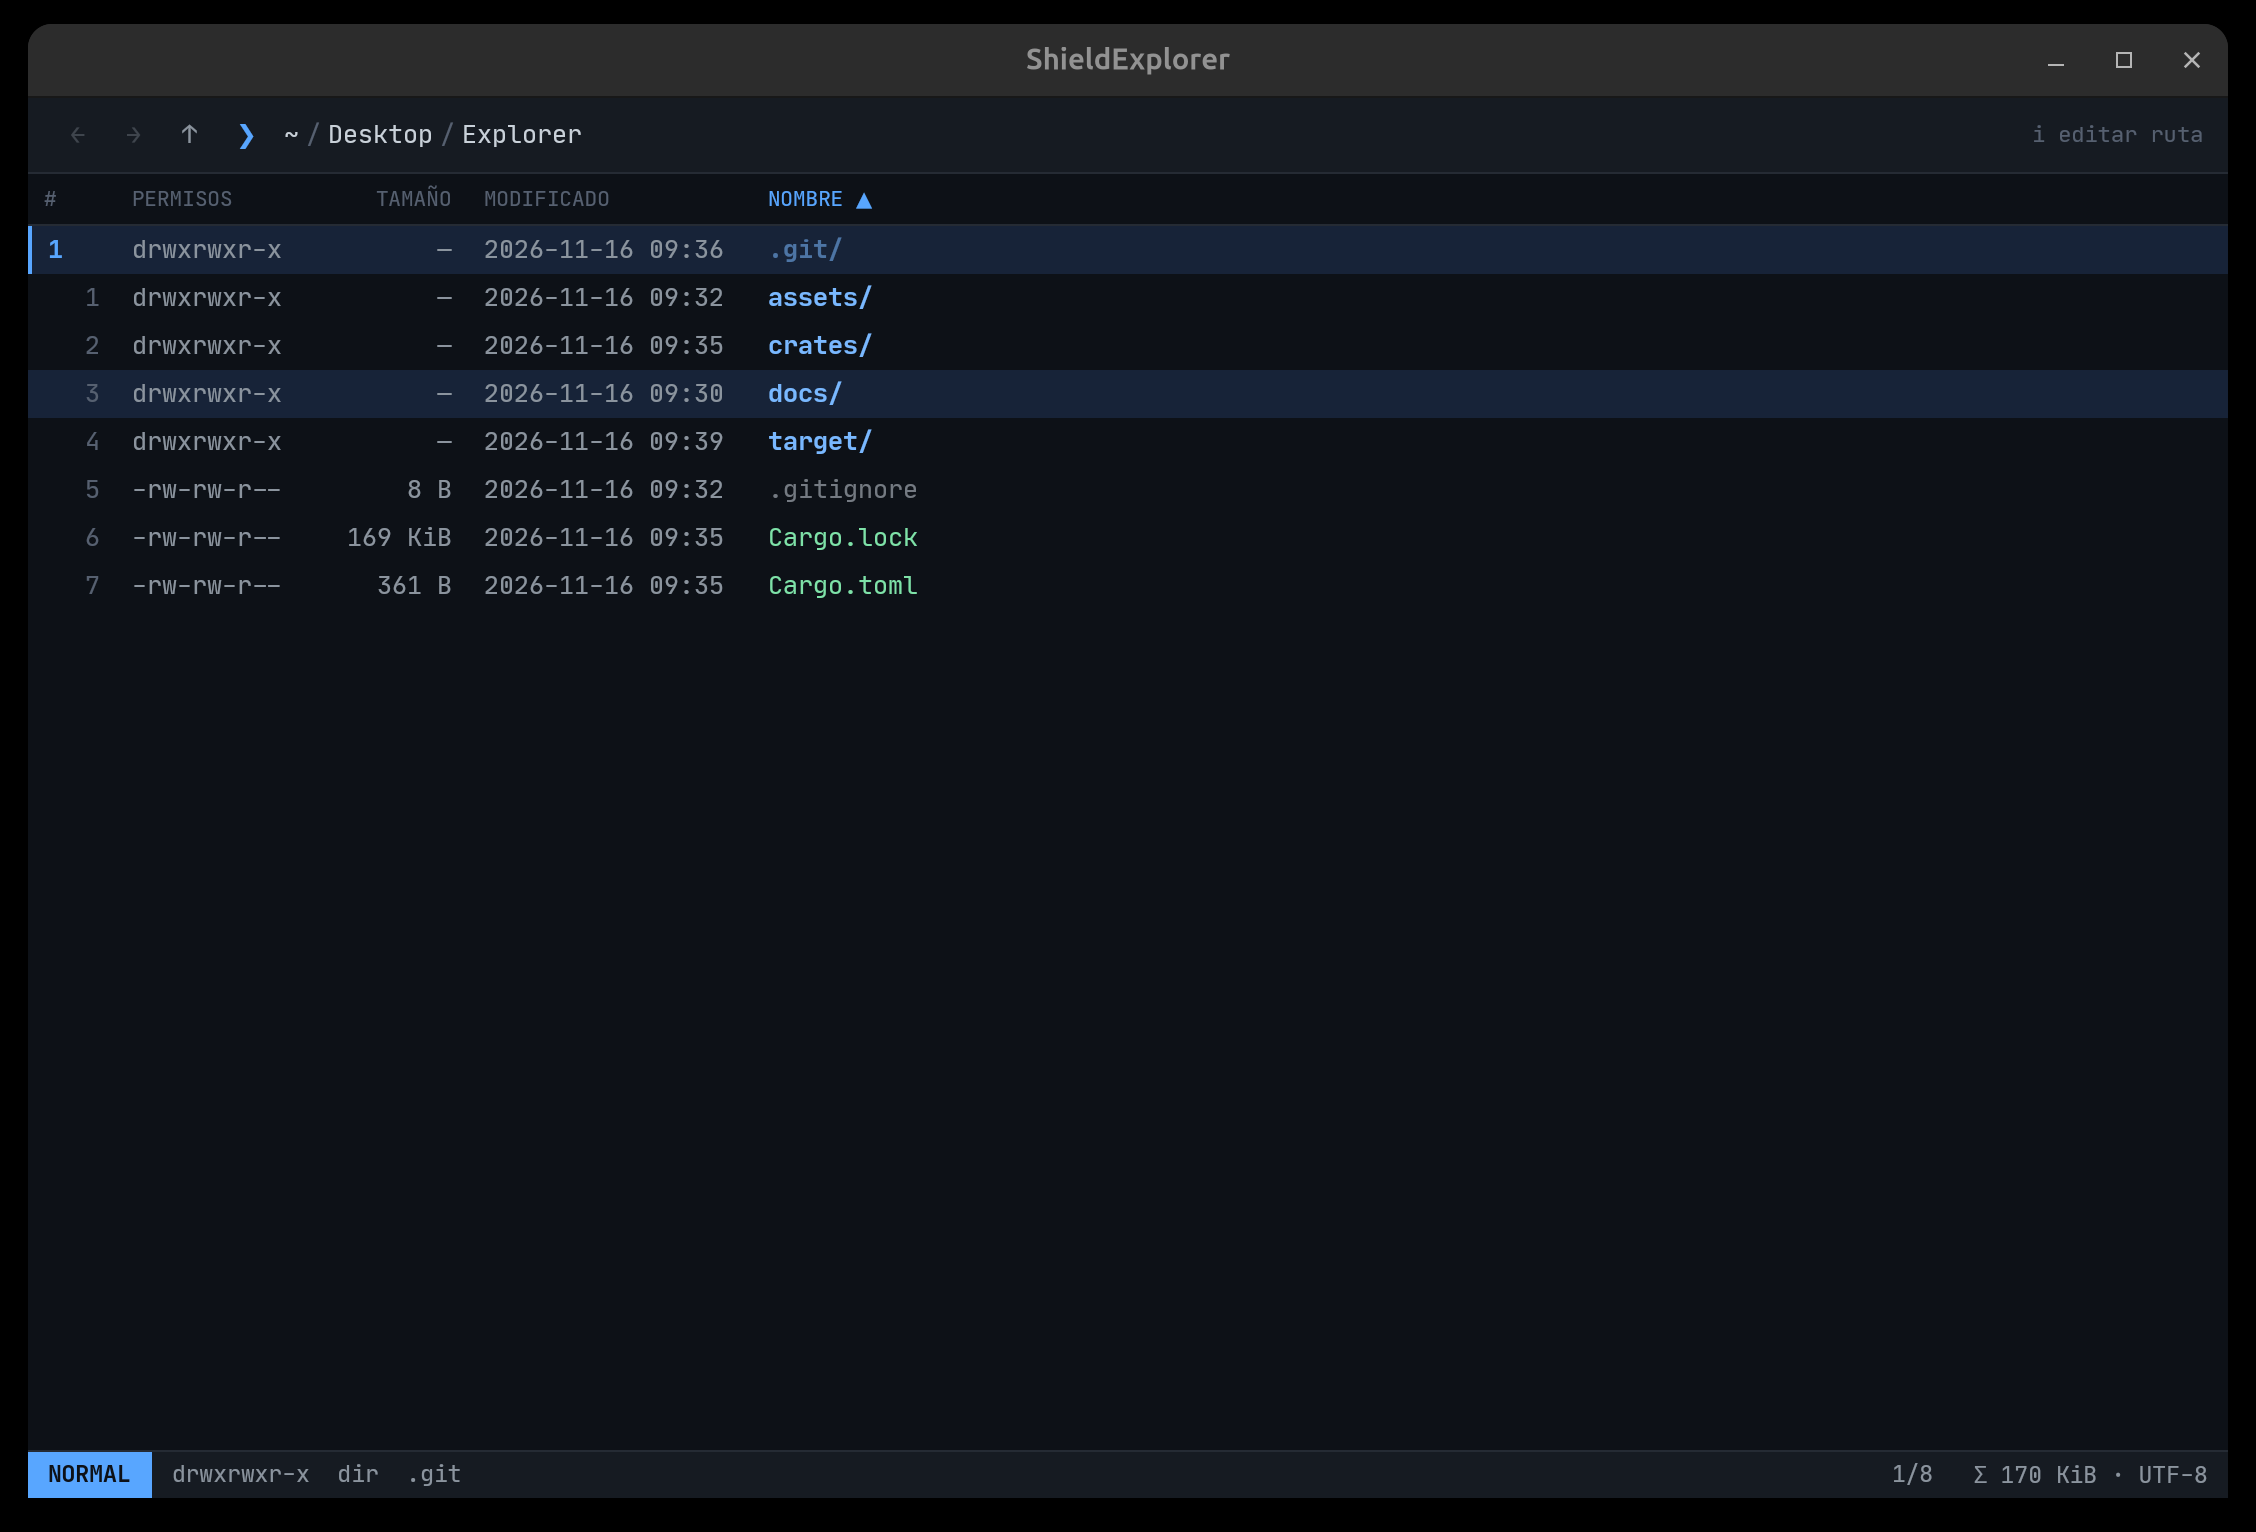 ShieldExplorer
← → ↑ ❯ ~ / Desktop / Explorer i editar ruta
# PERMISOS TAMAÑO MODIFICADO NOMBRE ▲
1 drwxrwxr-x — 2026-11-16 09:36 .git/
1 drwxrwxr-x — 2026-11-16 09:32 assets/
2 drwxrwxr-x — 2026-11-16 09:35 crates/
3 drwxrwxr-x — 2026-11-16 09:30 docs/
4 drwxrwxr-x — 2026-11-16 09:39 target/
5 -rw-rw-r-- 8 B 2026-11-16 09:32 .gitignore
6 -rw-rw-r-- 169 KiB 2026-11-16 09:35 Cargo.lock
7 -rw-rw-r-- 361 B 2026-11-16 09:35 Cargo.toml
NORMAL drwxrwxr-x dir .git 1/8 Σ 170 KiB · UTF-8